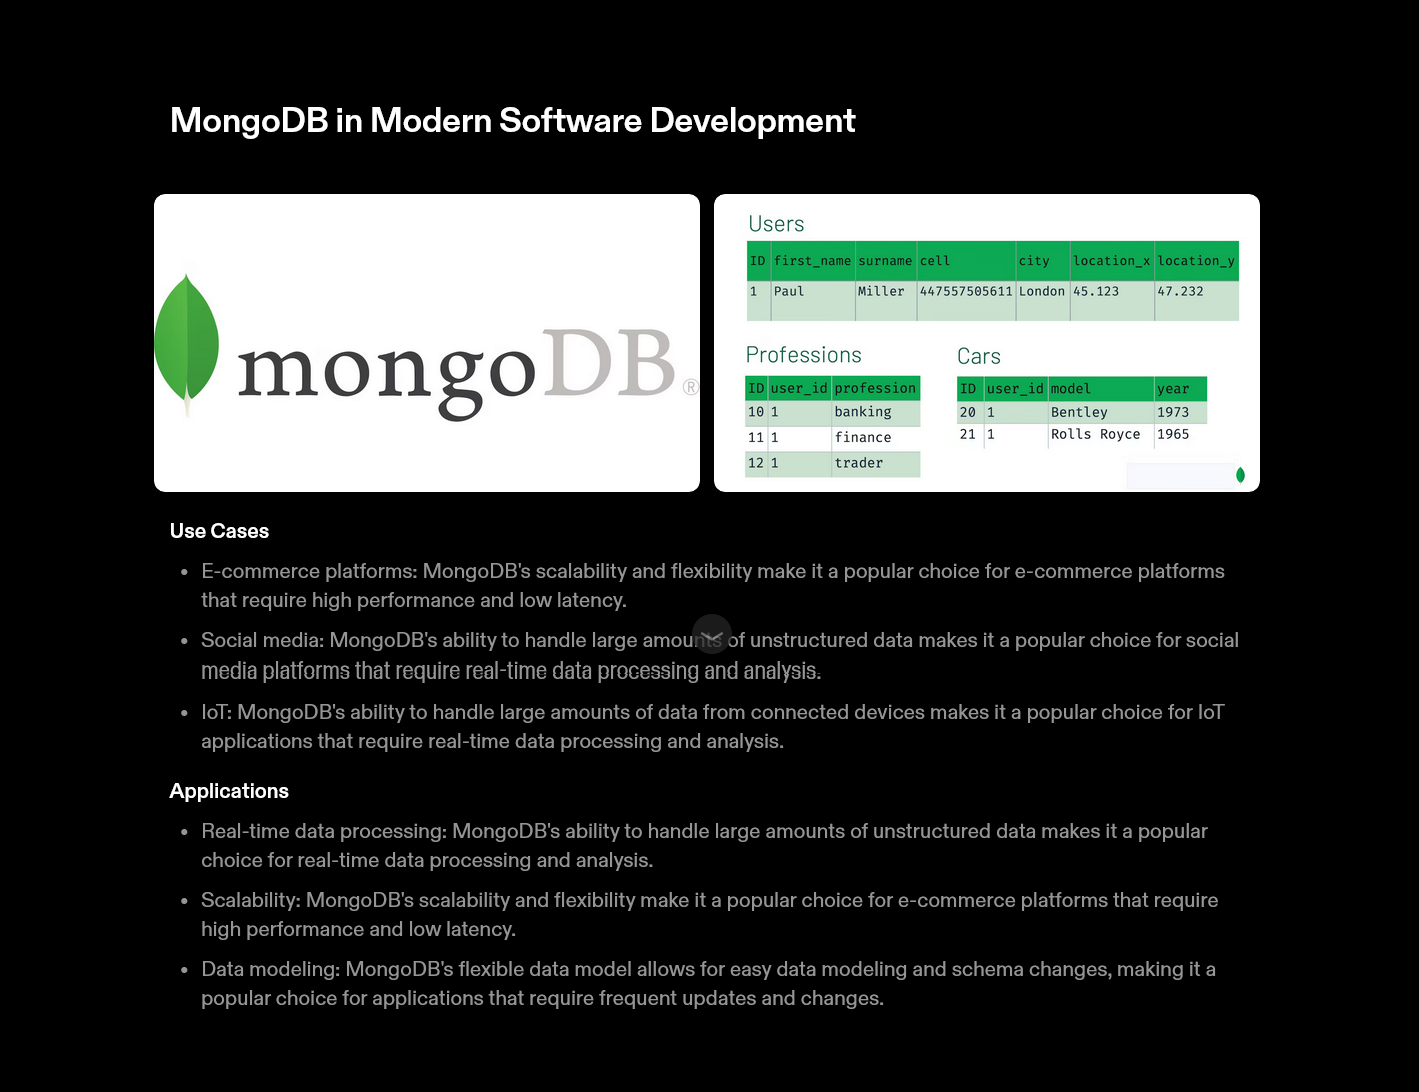 MongoDB in Modern Software Development
mongoDB®
Users
ID first_name surname cell city location_x location_y
1 Paul Miller 447557505611 London 45.123 47.232
Professions
ID user_id profession
10 1 banking
11 1 finance
12 1 trader
Cars
ID user_id model year
20 1 Bentley 1973
21 1 Rolls Royce 1965
Use Cases
• E-commerce platforms: MongoDB's scalability and flexibility make it a popular choice for e-commerce platforms
that require high performance and low latency.
• Social media: MongoDB's ability to handle large amounts of unstructured data makes it a popular choice for social
media platforms that require real-time data processing and analysis.
• IoT: MongoDB's ability to handle large amounts of data from connected devices makes it a popular choice for IoT
applications that require real-time data processing and analysis.
Applications
• Real-time data processing: MongoDB's ability to handle large amounts of unstructured data makes it a popular
choice for real-time data processing and analysis.
• Scalability: MongoDB's scalability and flexibility make it a popular choice for e-commerce platforms that require
high performance and low latency.
• Data modeling: MongoDB's flexible data model allows for easy data modeling and schema changes, making it a
popular choice for applications that require frequent updates and changes.